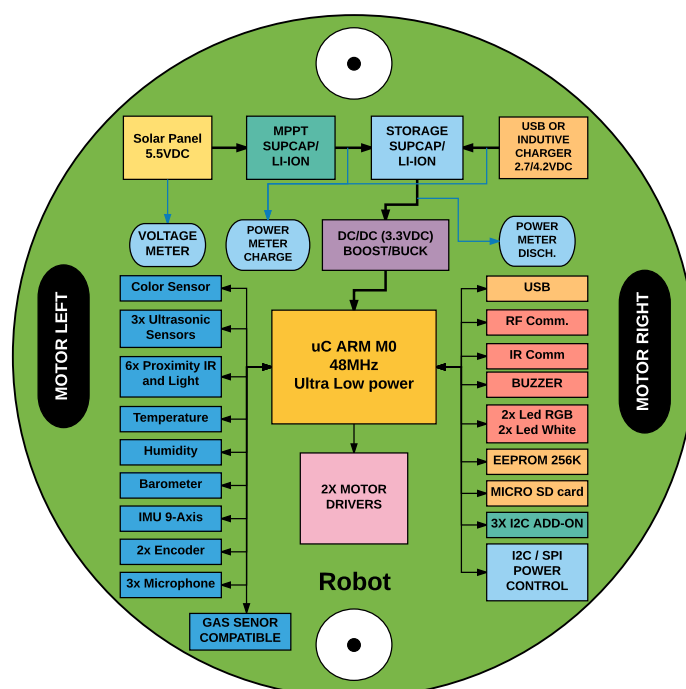 Solar Panel
5.5VDC
MPPT
SUPCAP/
LI-ION
STORAGE
SUPCAP/
LI-ION
USB OR
INDUTIVE
CHARGER
2.7/4.2VDC
VOLTAGE
METER
POWER
METER
CHARGE
DC/DC (3.3VDC)
BOOST/BUCK
POWER
METER
DISCH.
MOTOR LEFT
Color Sensor
3x Ultrasonic
Sensors
6x Proximity IR
and Light
Temperature
Humidity
Barometer
IMU 9-Axis
2x Encoder
3x Microphone
GAS SENOR
COMPATIBLE
uC ARM M0
48MHz
Ultra Low power
2X MOTOR
DRIVERS
Robot
USB
RF Comm.
IR Comm
BUZZER
2x Led RGB
2x Led White
EEPROM 256K
MICRO SD card
3X I2C ADD-ON
I2C / SPI
POWER
CONTROL
MOTOR RIGHT